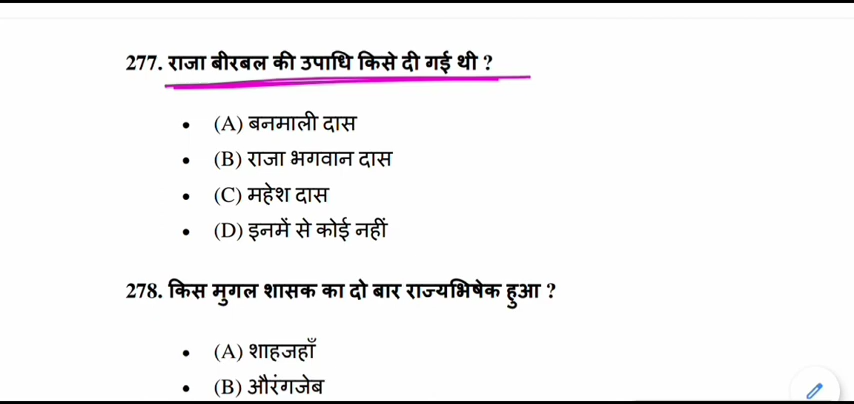 277. राजा बीरबल की उपाधि किसे दी गई थी ?
(A) बनमाली दास
(B) राजा भगवान दास
(C) महेश दास
(D) इनमें से कोई नहीं
278. किस मुगल शासक का दो बार राज्यभिषेक हुआ ?
(A) शाहजहाँ
(B) औरंगजेब